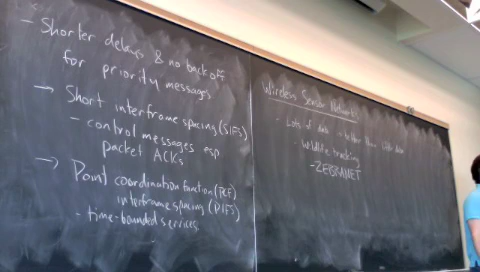 - Shorter delays & no backoff
for priority messages
→ Short interframe spacing (SIFS)
- control messages esp.
packet ACKs
→ Point coordination function (PCF)
interframe spacing (PIFS)
- time-bounded services
Wireless Sensor Networks
- Lots of data
- wildlife tracking
- ZEBRANET